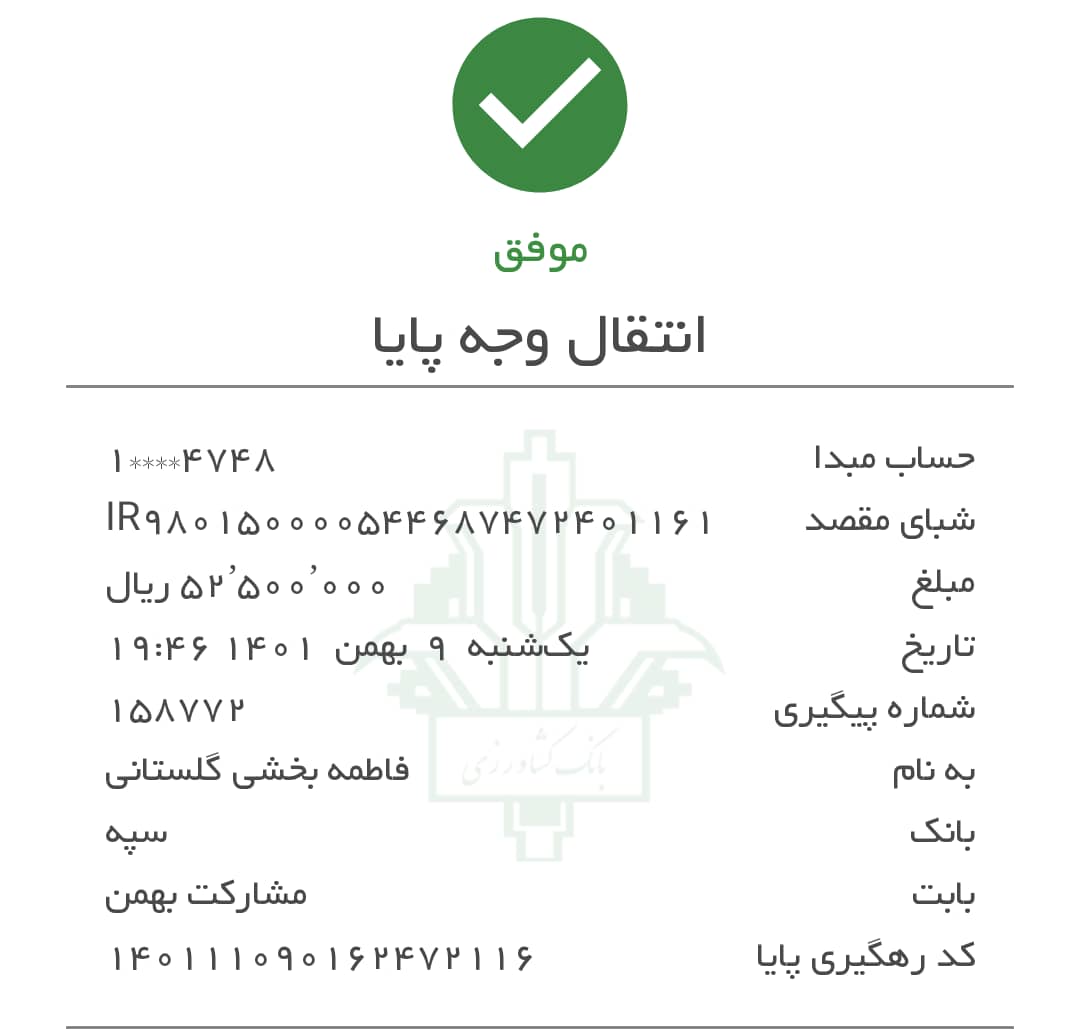 موفق
انتقال وجه پایا
حساب مبدا ۱****۴۷۴۸
شبای مقصد IR۹۸۰۱۵۰۰۰۰۰۵۴۴۶۸۷۴۷۲۴۰۱۱۶۱
مبلغ ۵۲٬۵۰۰٬۰۰۰ ریال
تاریخ یک‌شنبه ۹ بهمن ۱۴۰۱ ۱۹:۴۶
شماره پیگیری ۱۵۸۷۷۲
به نام فاطمه بخشی گلستانی
بانک سپه
بابت مشارکت بهمن
کد رهگیری پایا ۱۴۰۱۱۱۰۹۰۱۶۲۴۷۲۱۱۶
بانک کشاورزی